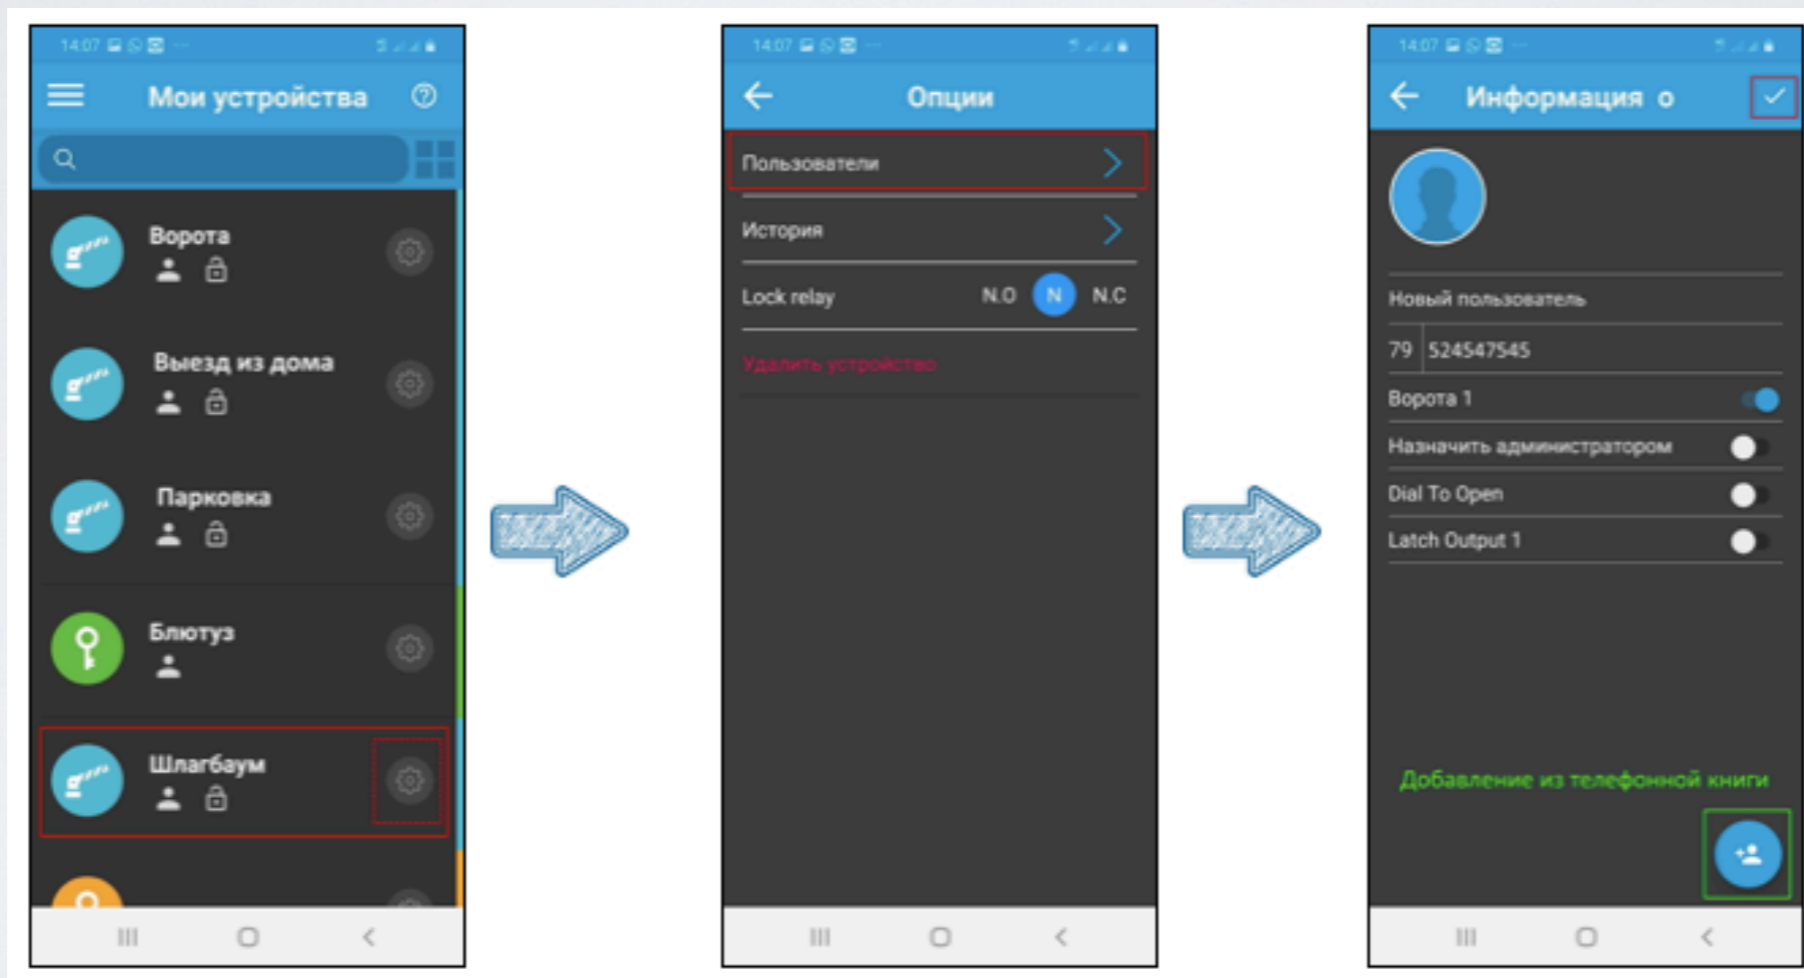 14:07
Мои устройства
Ворота
Выезд из дома
Парковка
Блютуз
Шлагбаум
14:07
Опции
Пользователи
История
Lock relay N.O N N.C
Удалить устройство
14:07
Информация о
Новый пользователь
79 524547545
Ворота 1
Назначить администратором
Dial To Open
Latch Output 1
Добавление из телефонной книги